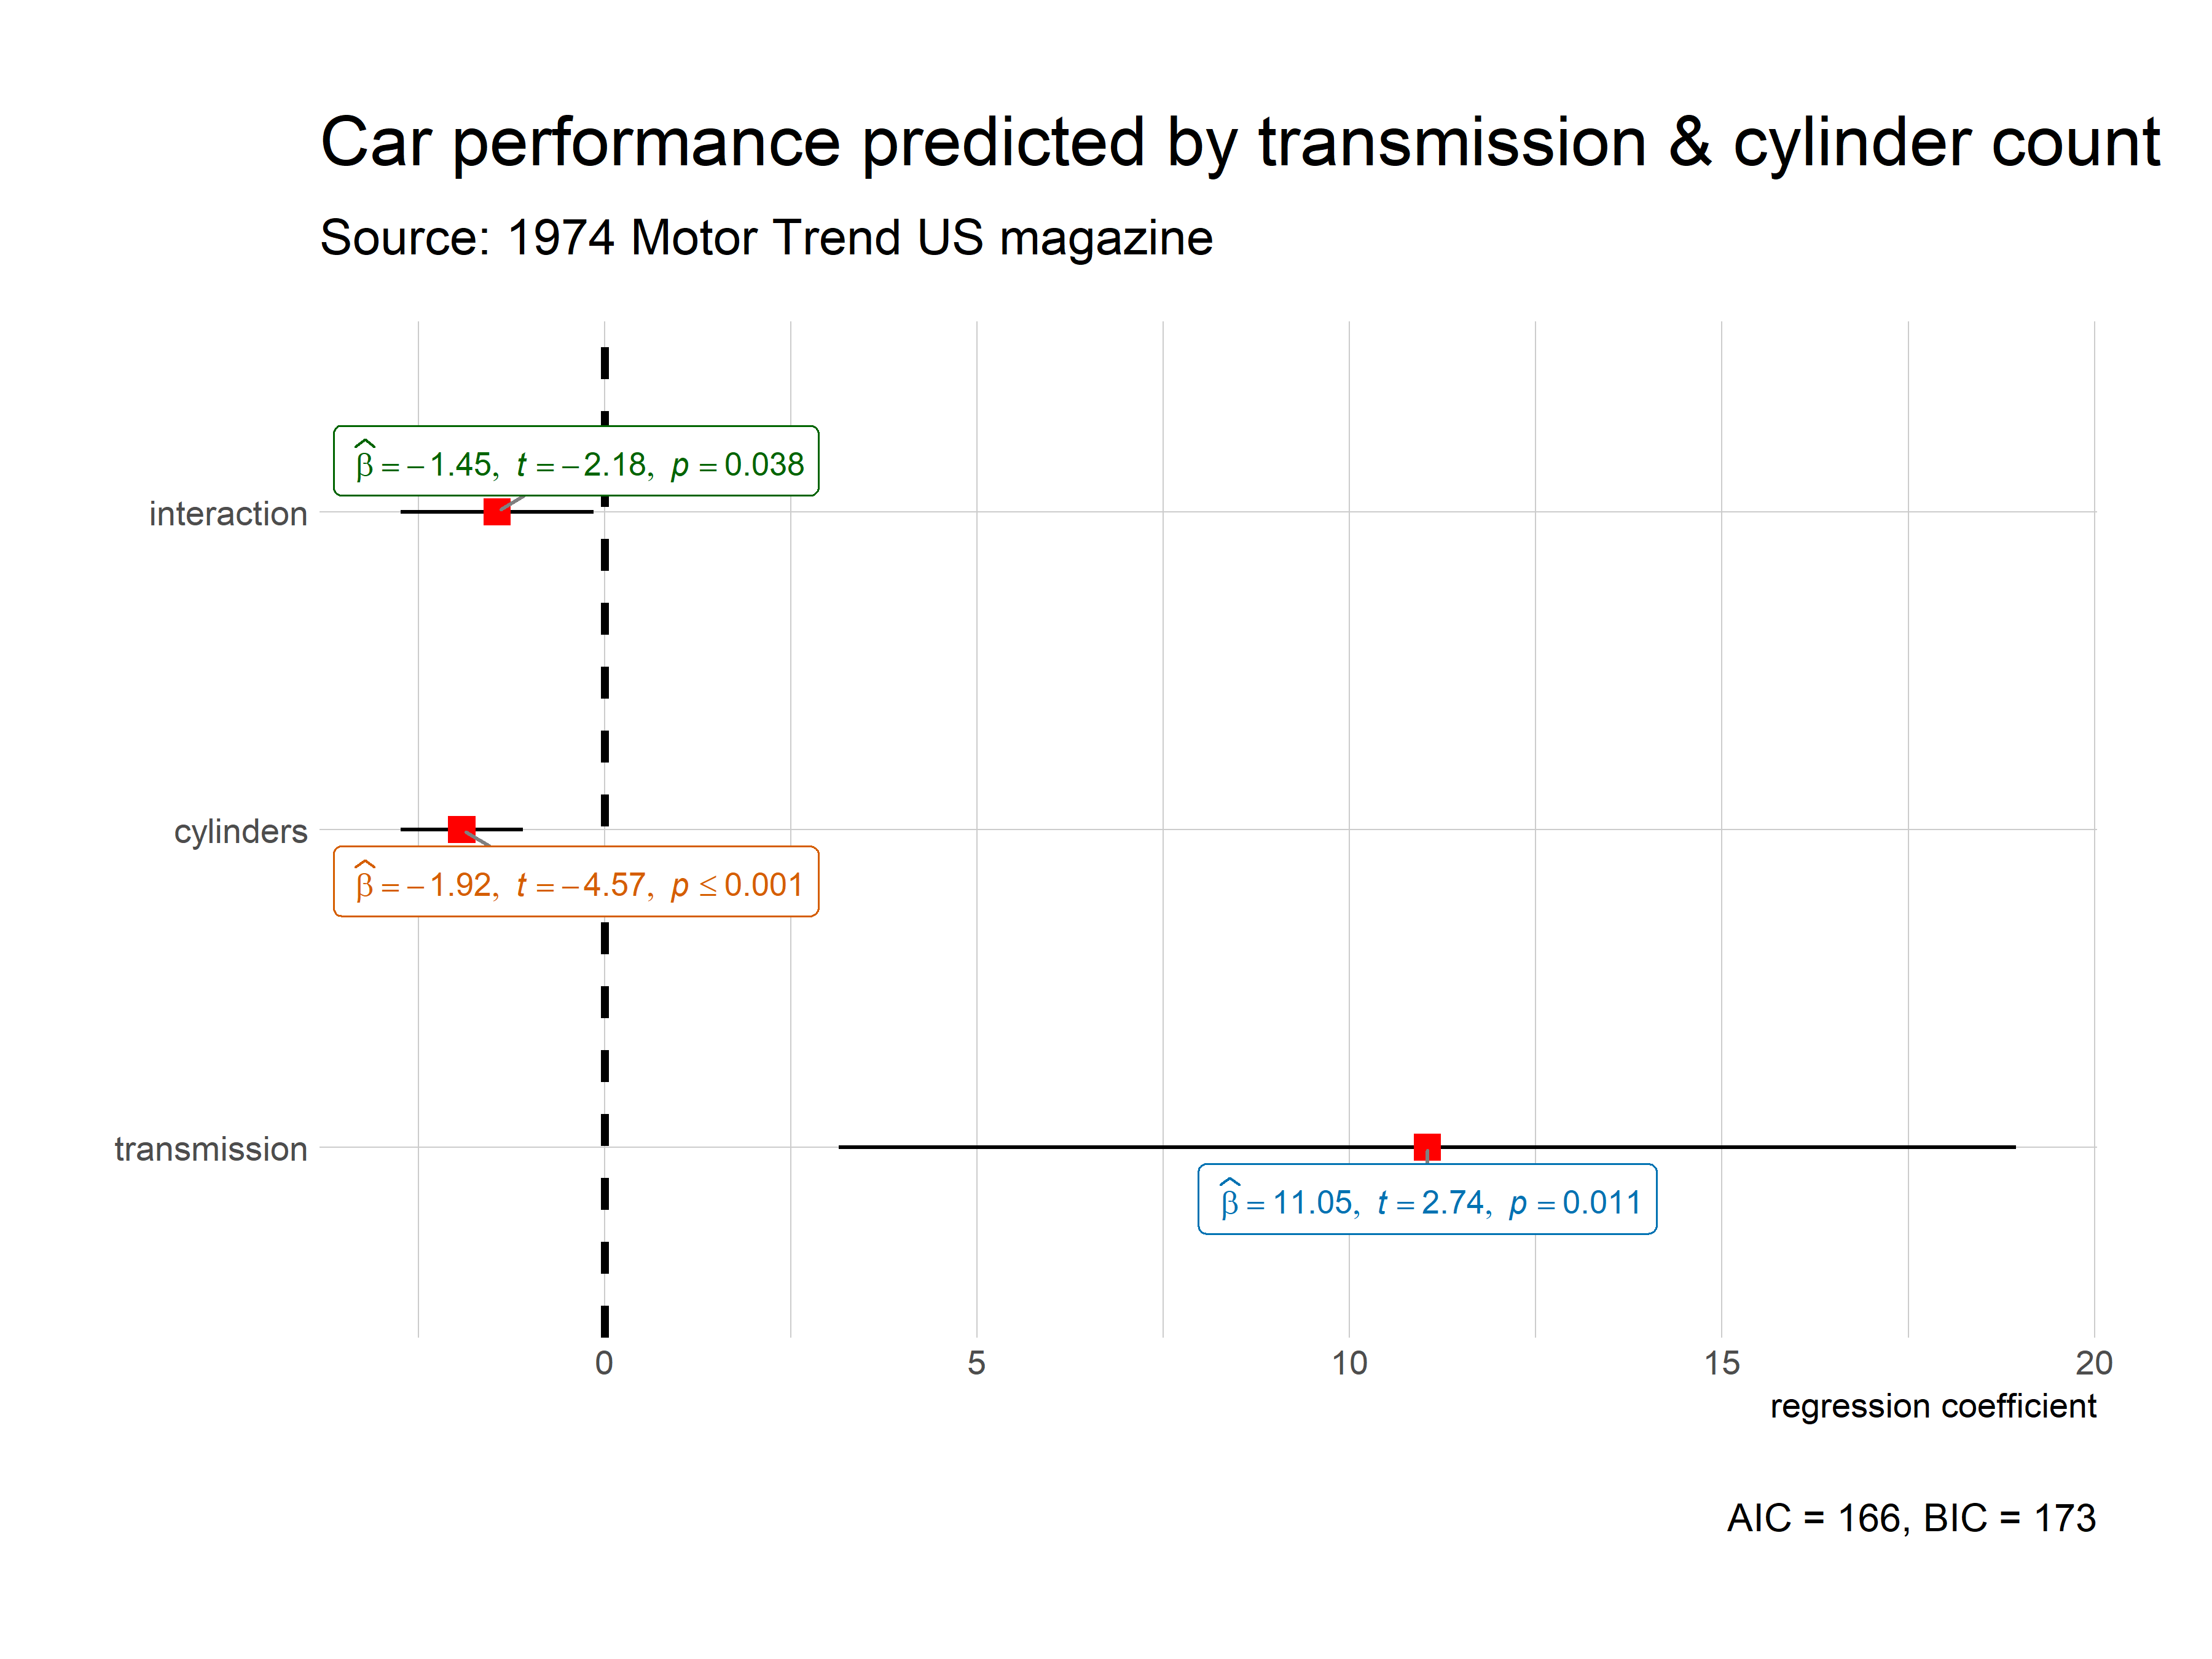 Car performance predicted by transmission & cylinder count
Source: 1974 Motor Trend US magazine
β̂ = −1.45, t = −2.18, p = 0.038
interaction
cylinders
β̂ = −1.92, t = −4.57, p ≤ 0.001
transmission
β̂ = 11.05, t = 2.74, p = 0.011
0 5 10 15 20
regression coefficient
AIC = 166, BIC = 173